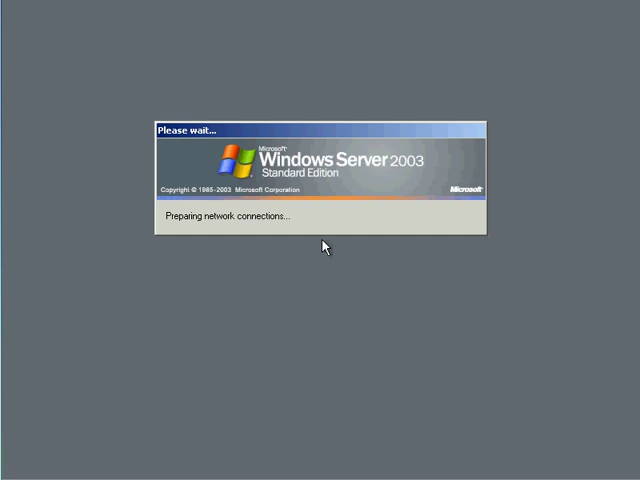 Please wait...
Microsoft
Windows Server 2003
Standard Edition
Copyright © 1985-2003 Microsoft Corporation
Microsoft
Preparing network connections...